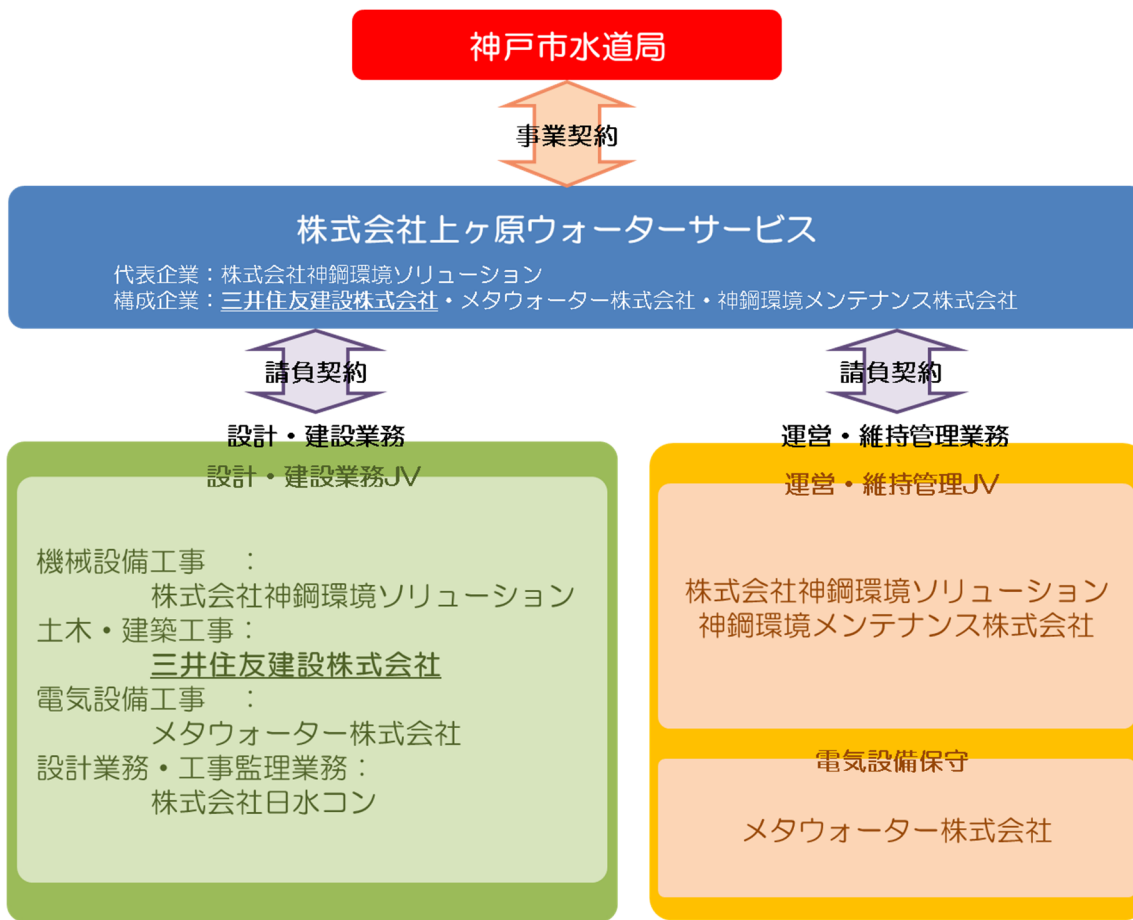 神戸市水道局
事業契約
株式会社上ヶ原ウォーターサービス
代表企業：株式会社神鋼環境ソリューション
構成企業：三井住友建設株式会社・メタウォーター株式会社・神鋼環境メンテナンス株式会社
請負契約
請負契約
設計・建設業務
設計・建設業務JV
機械設備工事　：
株式会社神鋼環境ソリューション
土木・建築工事：
三井住友建設株式会社
電気設備工事　：
メタウォーター株式会社
設計業務・工事監理業務：
株式会社日水コン
運営・維持管理業務
運営・維持管理JV
株式会社神鋼環境ソリューション
神鋼環境メンテナンス株式会社
電気設備保守
メタウォーター株式会社